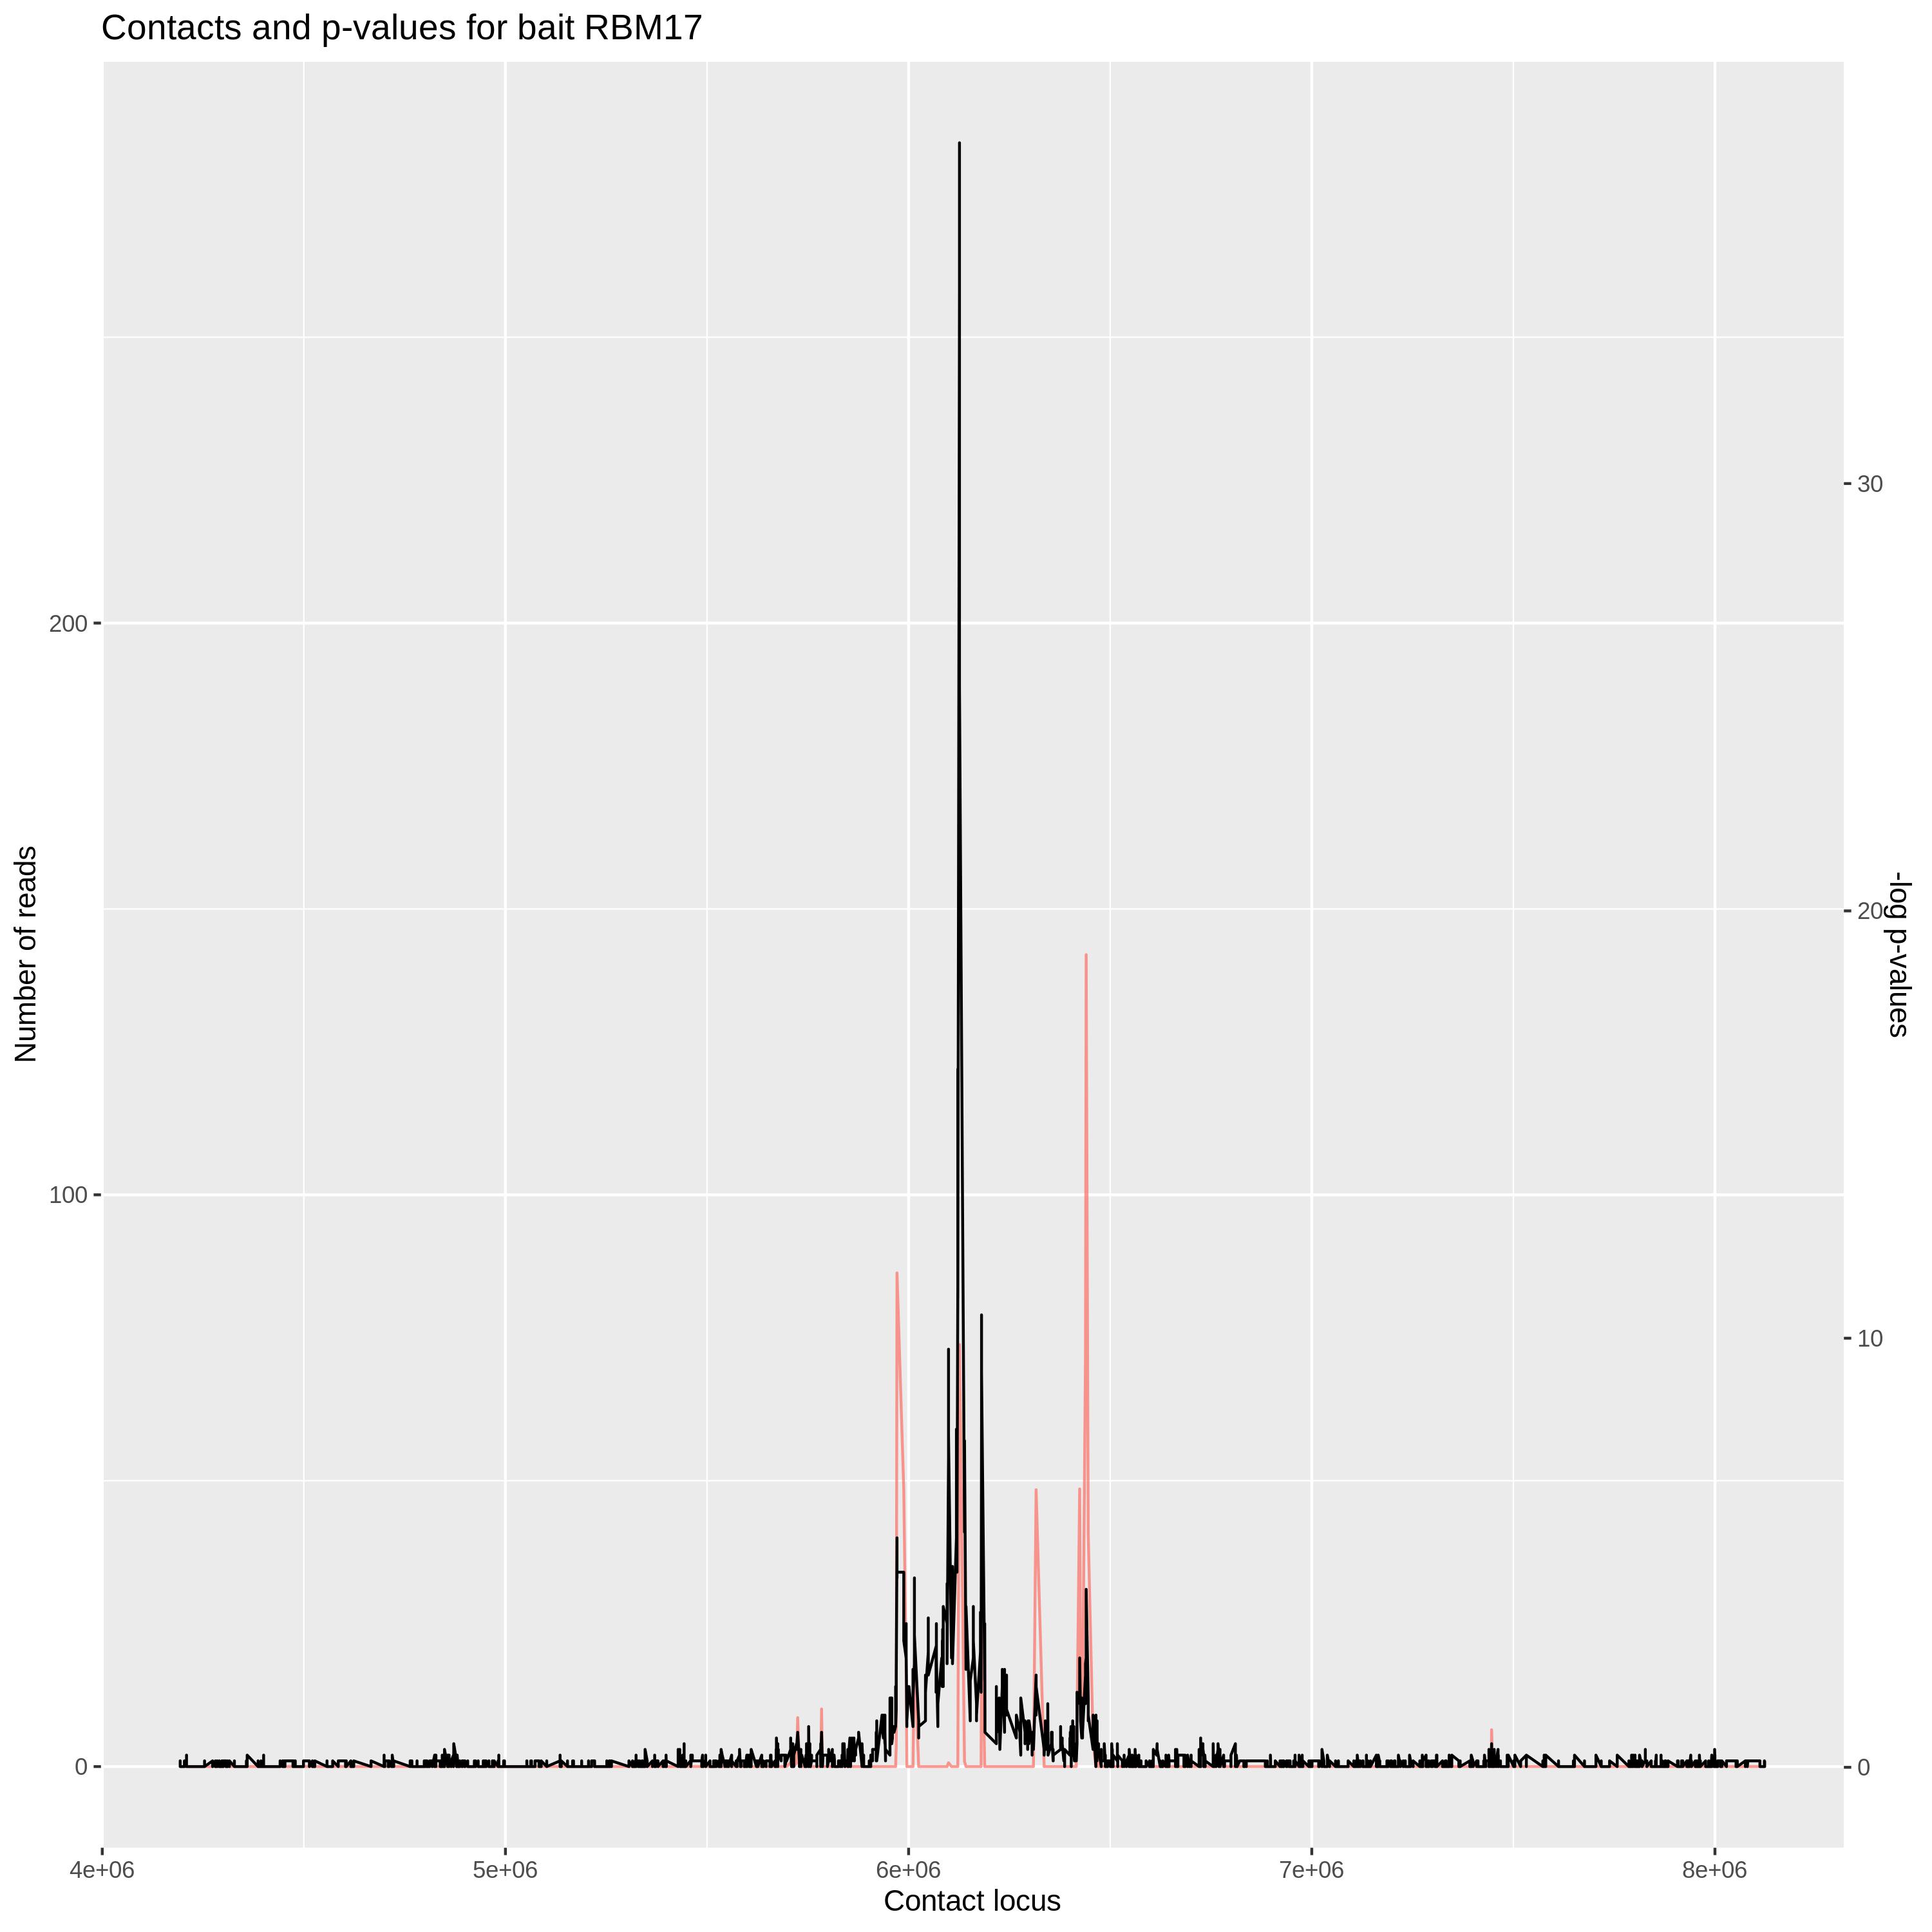 Contacts and p-values for bait RBM17
200
100
0
Number of reads
30
20
10
0
-log p-values
4e+06
5e+06
6e+06
7e+06
8e+06
Contact locus